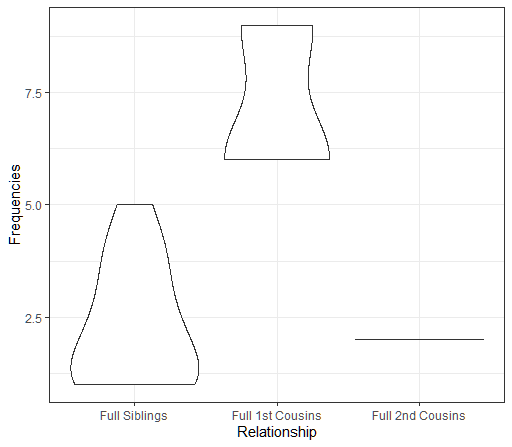 Frequencies
7.5
5.0
2.5
Full Siblings
Full 1st Cousins
Full 2nd Cousins
Relationship